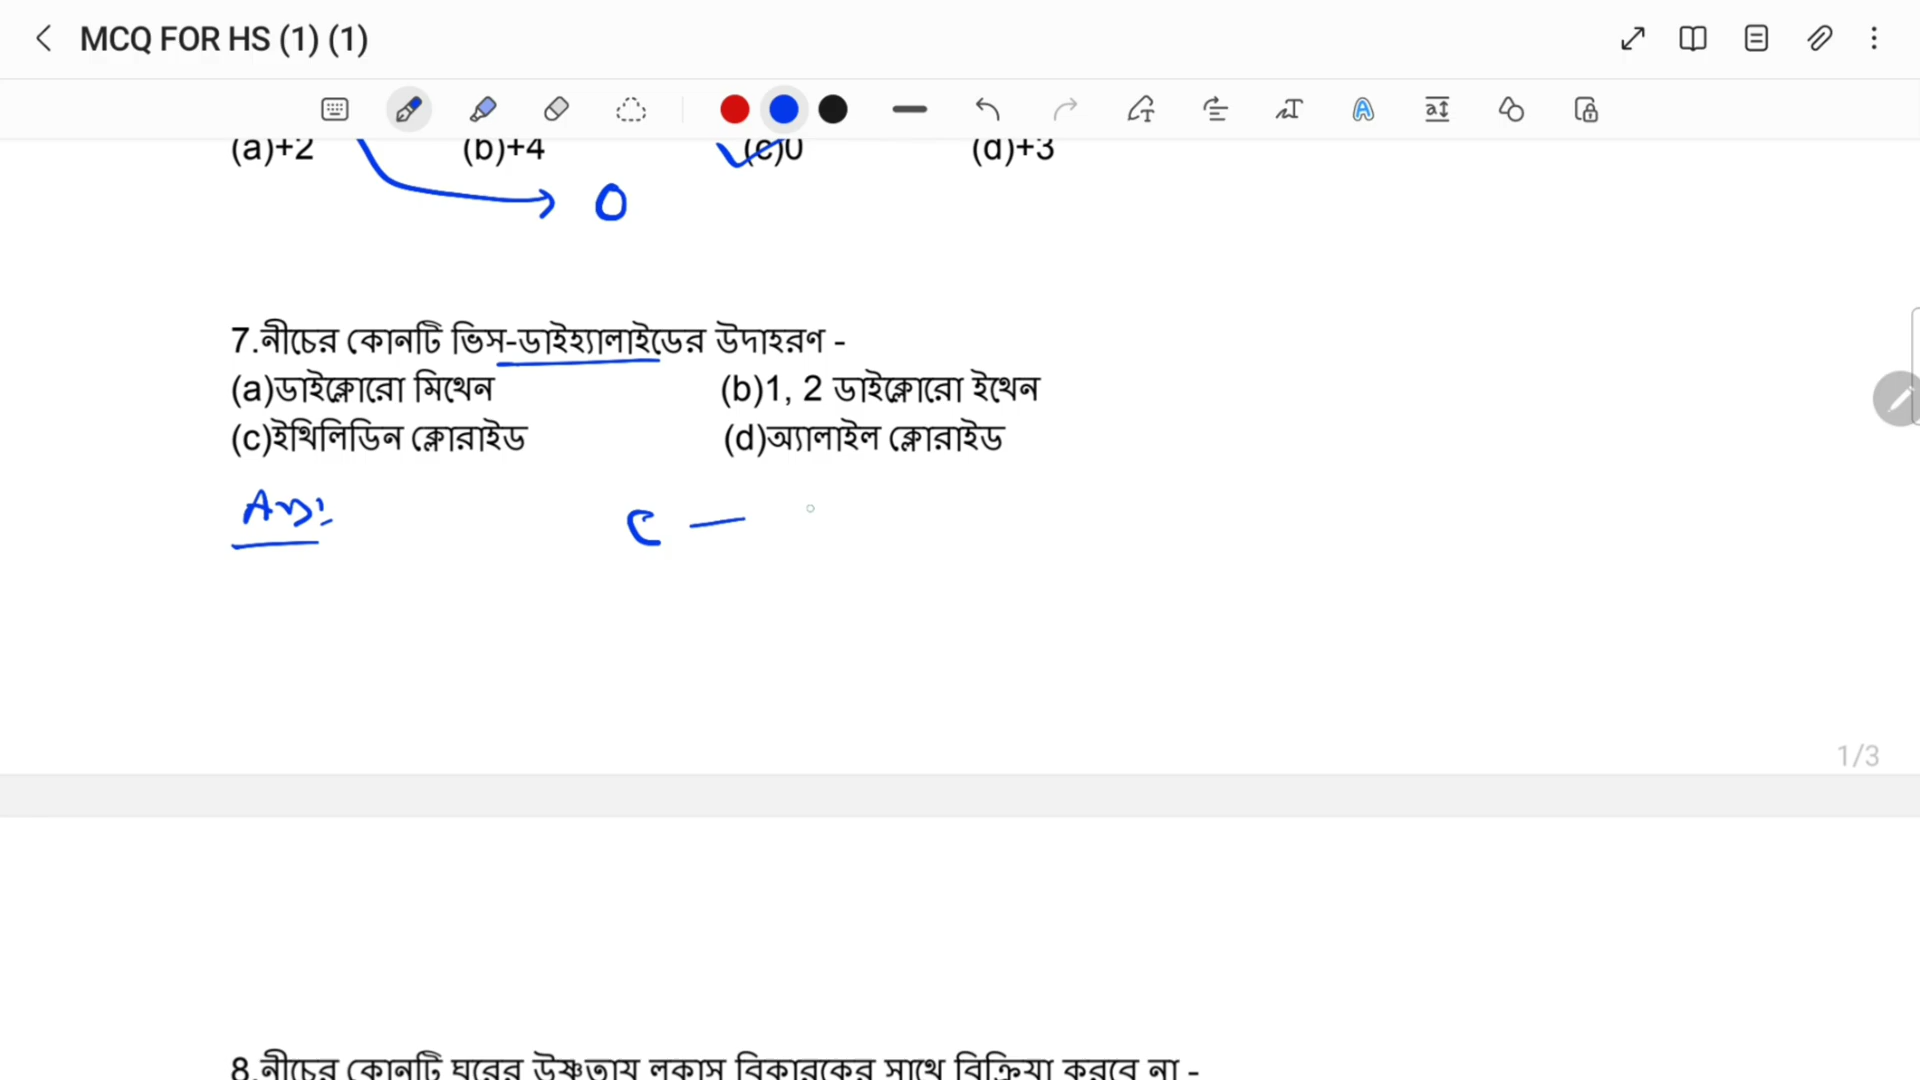 MCQ FOR HS (1) (1)
(a)+2 (b)+4 (c)0 (d)+3
0
7.নীচের কোনটি ভিস-ডাইহ্যালাইডের উদাহরণ -
(a)ডাইক্লোরো মিথেন (b)1, 2 ডাইক্লোরো ইথেন
(c)ইথিলিডিন ক্লোরাইড (d)অ্যালাইল ক্লোরাইড
Ans: C —
1/3
8.নীচের কোনটি ঘরের উষ্ণতায় লুকাস বিকারকের সাথে বিক্রিয়া করবে না -